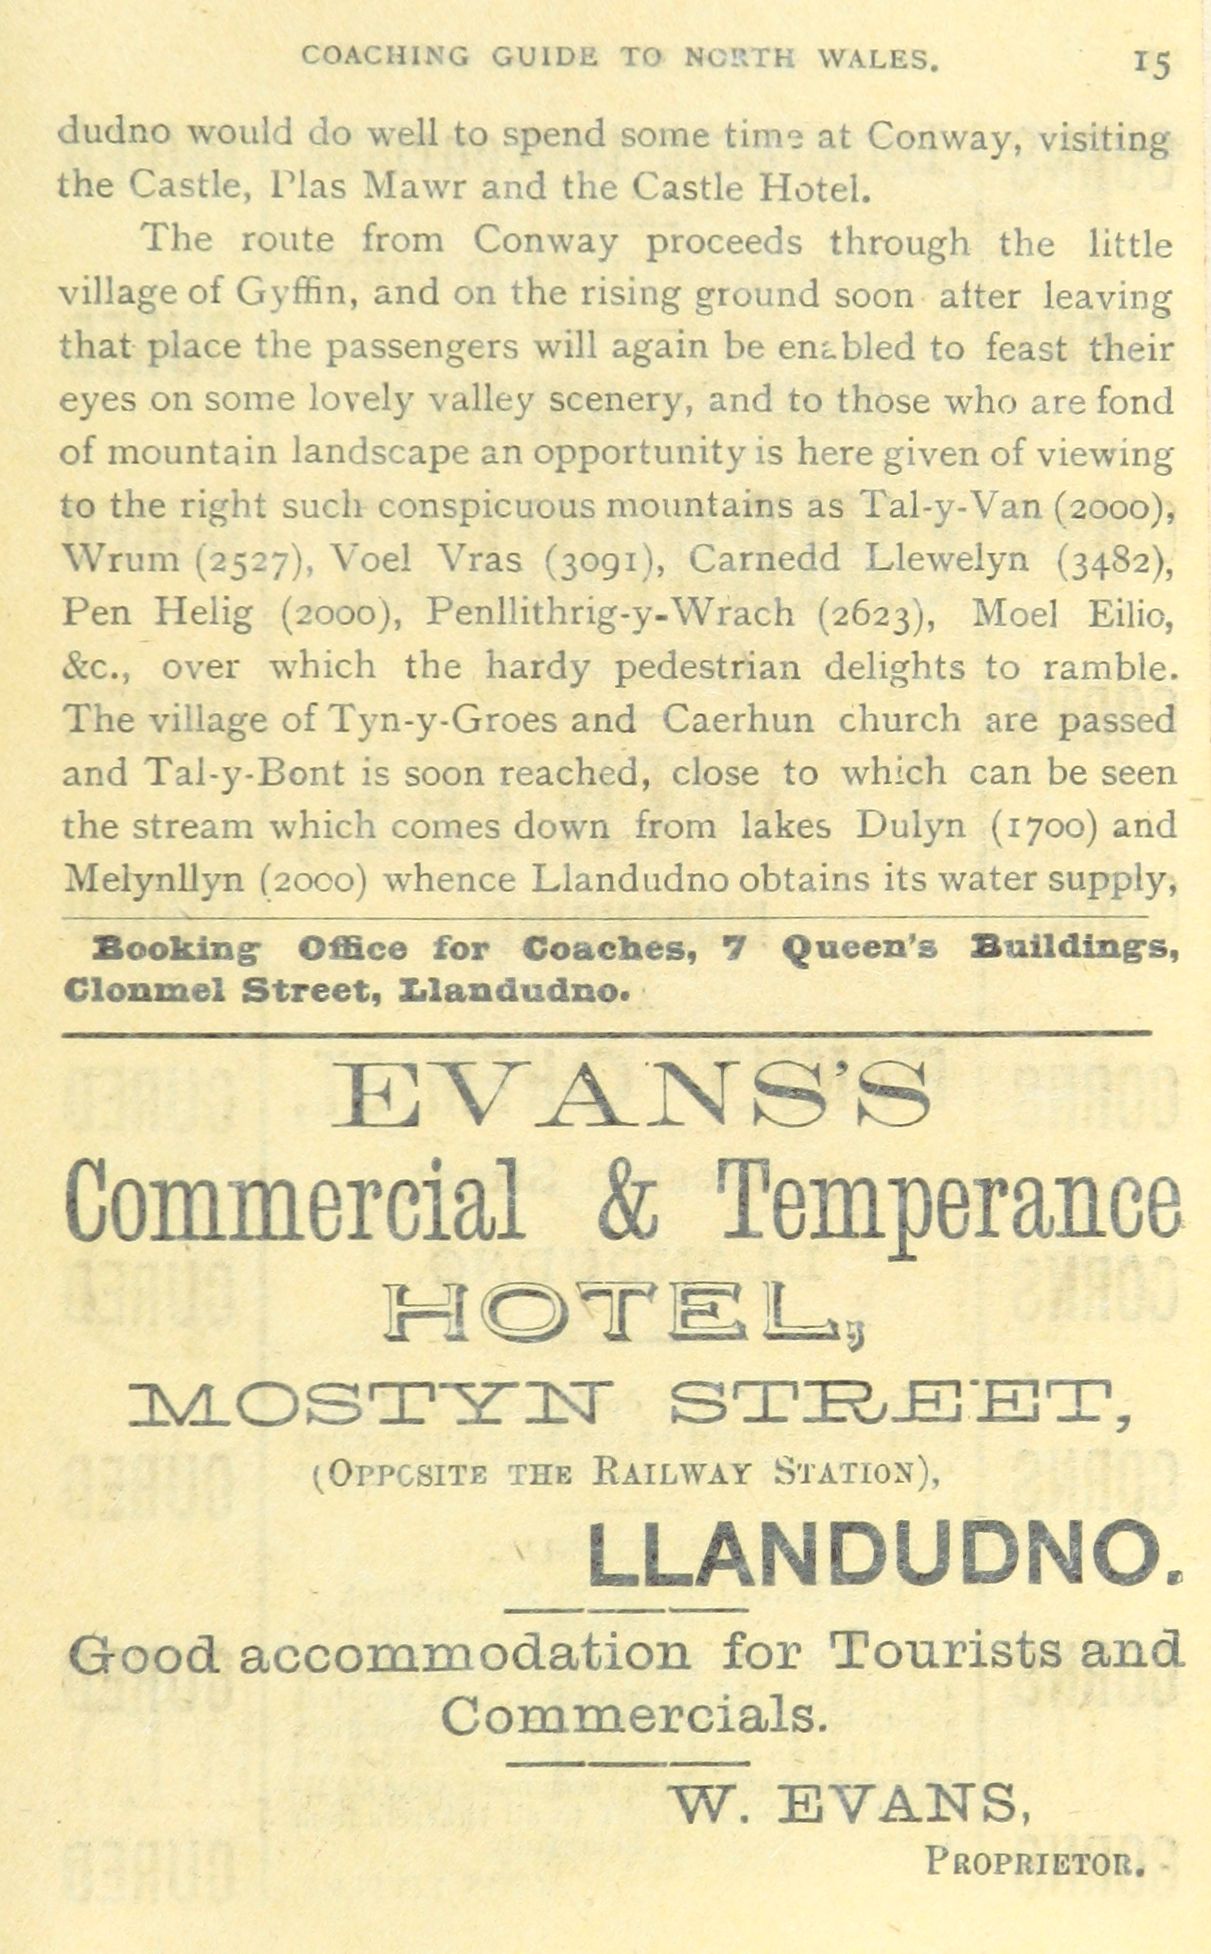 COACHING GUIDE TO NORTH WALES. 15
dudno would do well to spend some time at Conway, visiting
the Castle, Plas Mawr and the Castle Hotel.
The route from Conway proceeds through the little
village of Gyffin, and on the rising ground soon after leaving
that place the passengers will again be enabled to feast their
eyes on some lovely valley scenery, and to those who are fond
of mountain landscape an opportunity is here given of viewing
to the right such conspicuous mountains as Tal-y-Van (2000),
Wrum (2527), Voel Vras (3091), Carnedd Llewelyn (3482),
Pen Helig (2000), Penllithrig-y-Wrach (2623), Moel Eilio,
&c., over which the hardy pedestrian delights to ramble.
The village of Tyn-y-Groes and Caerhun church are passed
and Tal-y-Bont is soon reached, close to which can be seen
the stream which comes down from lakes Dulyn (1700) and
Melynllyn (2000) whence Llandudno obtains its water supply,
Booking Office for Coaches, 7 Queen's Buildings,
Clonmel Street, Llandudno.
EVANS'S
Commercial & Temperance
HOTEL,
MOSTYN STREET,
(OPPOSITE THE RAILWAY STATION),
LLANDUDNO.
Good accommodation for Tourists and
Commercials.
W. EVANS,
PROPRIETOR.